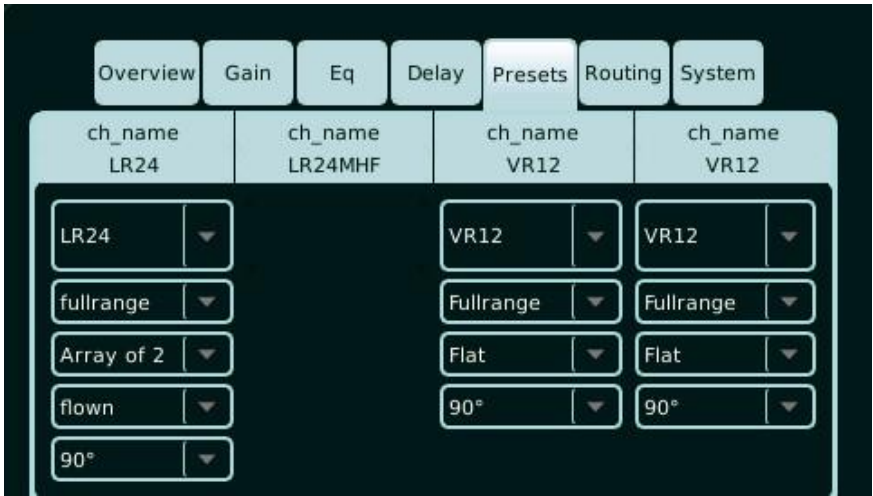 Overview Gain Eq Delay Presets Routing System
ch_name ch_name ch_name ch_name
LR24 LR24MHF VR12 VR12
LR24 VR12 VR12
fullrange Fullrange Fullrange
Array of 2 Flat Flat
flown 90° 90°
90°